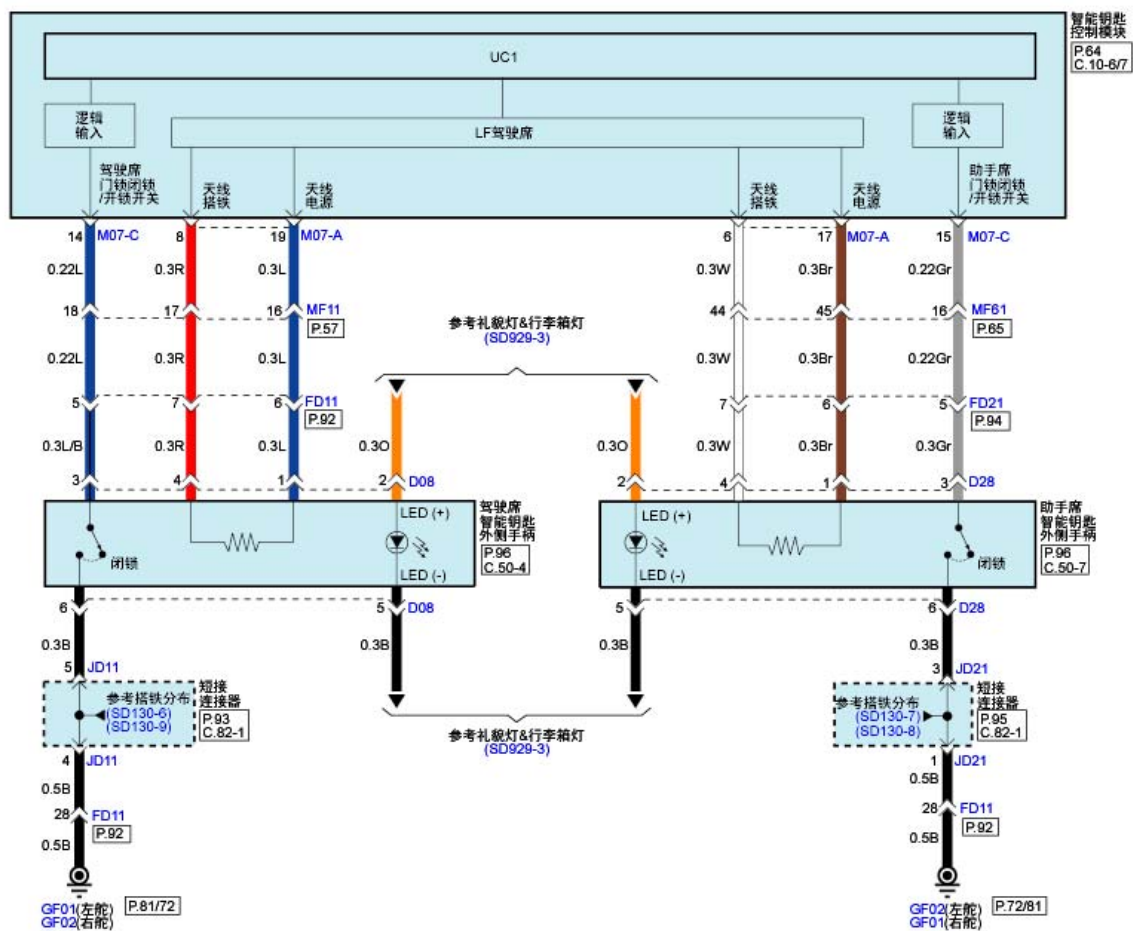 智能钥匙
控制模块
P.64
C.10-6/7
UC1
逻辑
输入
LF驾驶席
逻辑
输入
驾驶席
门锁闭锁
/开锁开关
天线
搭铁
天线
电源
天线
搭铁
天线
电源
助手席
门锁闭锁
/开锁开关
14 M07-C 8 19 M07-A 6 17 M07-A 15 M07-C
0.22L 0.3R 0.3L 0.3W 0.3Br 0.22Gr
18 17 16 MF11 44 45 16 MF61
P.57 P.65
参考礼貌灯&行李箱灯
(SD929-3)
0.22L 0.3R 0.3L 0.3W 0.3Br 0.22Gr
5 7 6 FD11 7 6 5 FD21
P.92 P.94
0.3L/B 0.3R 0.3L 0.3O 0.3O 0.3W 0.3Br 0.3Gr
3 4 1 2 D08 2 4 1 3 D28
LED (+)
闭锁
LED (-)
驾驶席
智能钥匙
外侧手柄
P.96
C.50-4
LED (+)
LED (-)
闭锁
助手席
智能钥匙
外侧手柄
P.96
C.50-7
6 5 D08 5 6 D28
0.3B 0.3B 0.3B 0.3B
5 JD11 3 JD21
参考搭铁分布
(SD130-6)
(SD130-9)
短接
连接器
P.93
C.82-1
参考礼貌灯&行李箱灯
(SD929-3)
参考搭铁分布
(SD130-7)
(SD130-8)
短接
连接器
P.95
C.82-1
4 JD11 1 JD21
0.5B 0.5B
28 FD11 28 FD11
P.92 P.92
0.5B 0.5B
GF01(左舵)
GF02(右舵)
P.81/72
GF02(左舵)
GF01(右舵)
P.72/81